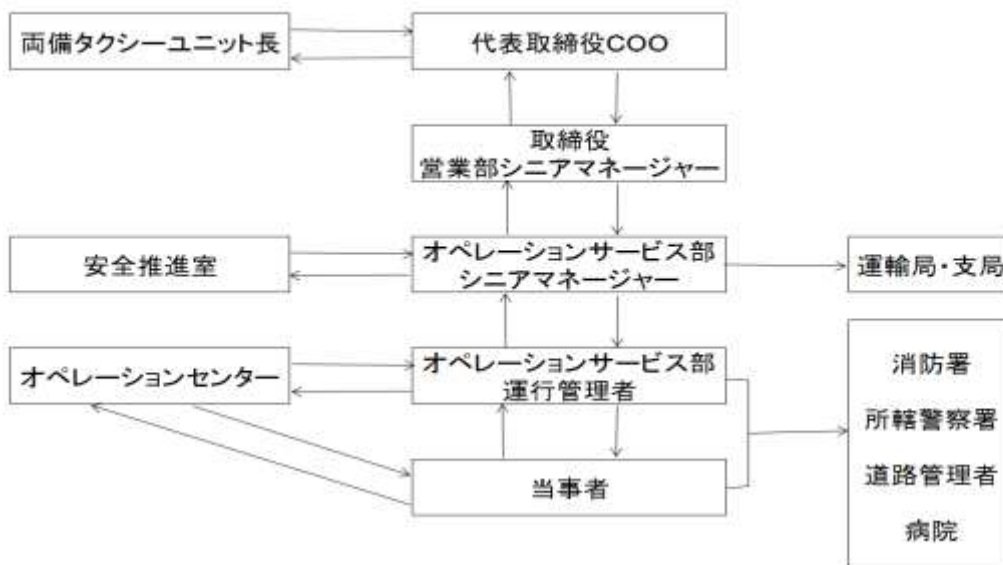 両備タクシーユニット長
代表取締役COO
取締役
営業部シニアマネージャー
安全推進室
オペレーションサービス部
シニアマネージャー
運輸局・支局
オペレーションセンター
オペレーションサービス部
運行管理者
当事者
消防署
所轄警察署
道路管理者
病院